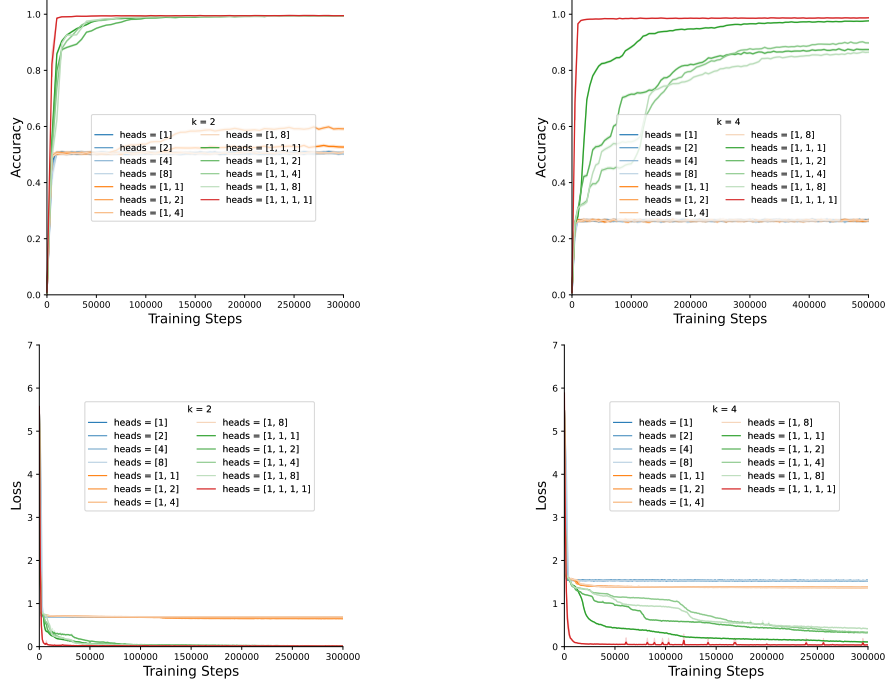 1.0
0.8
0.6
0.4
0.2
0.0
Accuracy
k = 2
heads = [1]
heads = [2]
heads = [4]
heads = [8]
heads = [1, 1]
heads = [1, 2]
heads = [1, 4]
heads = [1, 8]
heads = [1, 1, 1]
heads = [1, 1, 2]
heads = [1, 1, 4]
heads = [1, 1, 8]
heads = [1, 1, 1, 1]
0 50000 100000 150000 200000 250000 300000
Training Steps
1.0
0.8
0.6
0.4
0.2
0.0
Accuracy
k = 4
heads = [1]
heads = [2]
heads = [4]
heads = [8]
heads = [1, 1]
heads = [1, 2]
heads = [1, 4]
heads = [1, 8]
heads = [1, 1, 1]
heads = [1, 1, 2]
heads = [1, 1, 4]
heads = [1, 1, 8]
heads = [1, 1, 1, 1]
0 100000 200000 300000 400000 500000
Training Steps
7
6
5
4
3
2
1
0
Loss
k = 2
heads = [1]
heads = [2]
heads = [4]
heads = [8]
heads = [1, 1]
heads = [1, 2]
heads = [1, 4]
heads = [1, 8]
heads = [1, 1, 1]
heads = [1, 1, 2]
heads = [1, 1, 4]
heads = [1, 1, 8]
heads = [1, 1, 1, 1]
0 50000 100000 150000 200000 250000 300000
Training Steps
7
6
5
4
3
2
1
0
Loss
k = 4
heads = [1]
heads = [2]
heads = [4]
heads = [8]
heads = [1, 1]
heads = [1, 2]
heads = [1, 4]
heads = [1, 8]
heads = [1, 1, 1]
heads = [1, 1, 2]
heads = [1, 1, 4]
heads = [1, 1, 8]
heads = [1, 1, 1, 1]
0 50000 100000 150000 200000 250000 300000
Training Steps